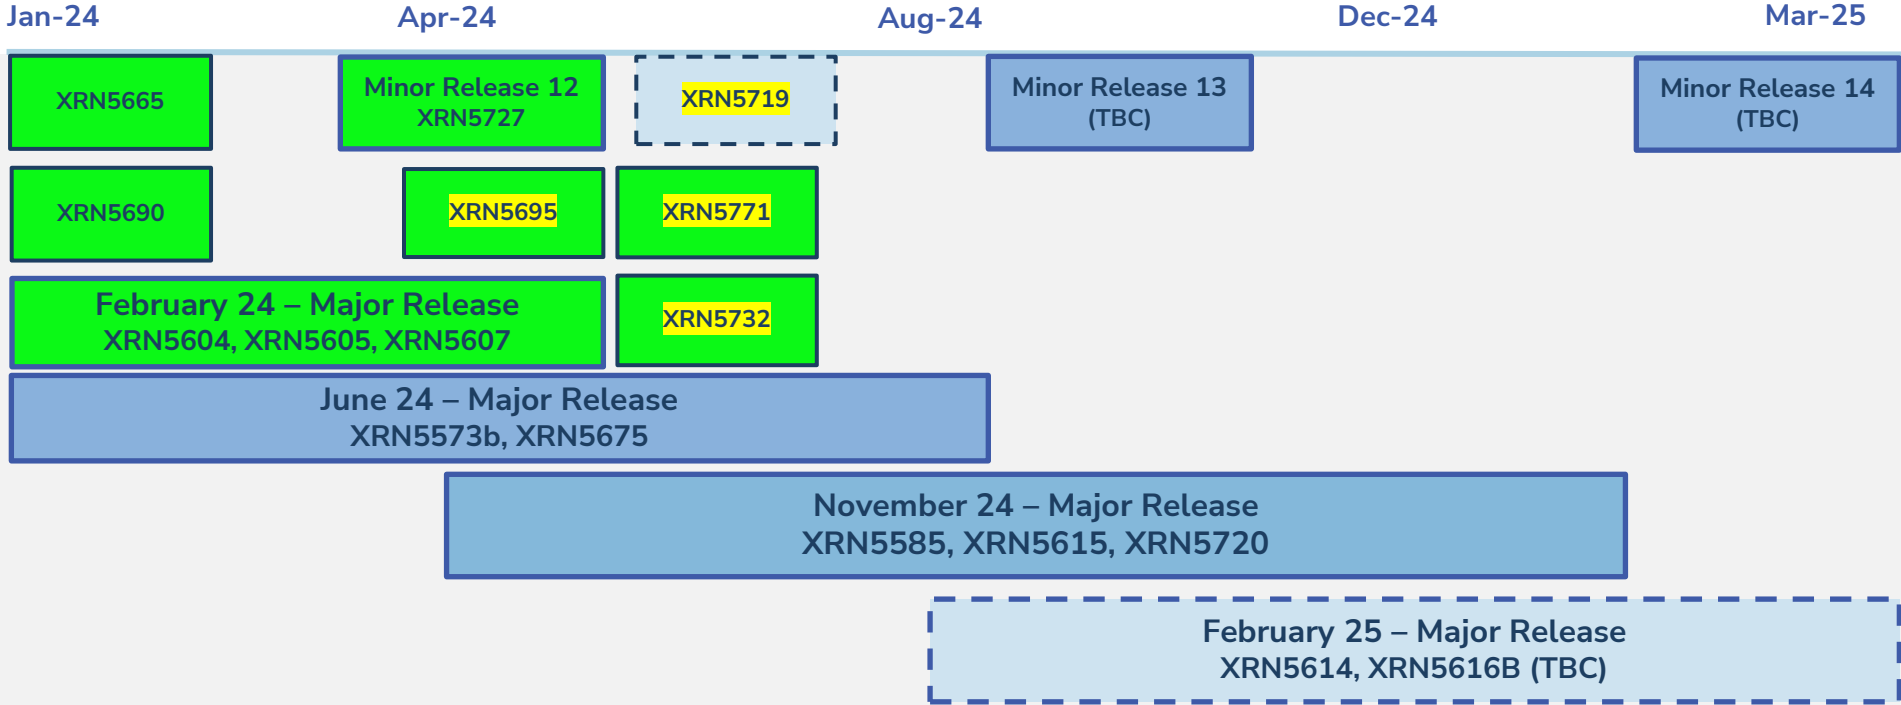 Jan-24
Apr-24
Aug-24
Dec-24
Mar-25
XRN5665
Minor Release 12
XRN5727
XRN5719
Minor Release 13
(TBC)
Minor Release 14
(TBC)
XRN5690
XRN5695
XRN5771
February 24 – Major Release
XRN5604, XRN5605, XRN5607
XRN5732
June 24 – Major Release
XRN5573b, XRN5675
November 24 – Major Release
XRN5585, XRN5615, XRN5720
February 25 – Major Release
XRN5614, XRN5616B (TBC)